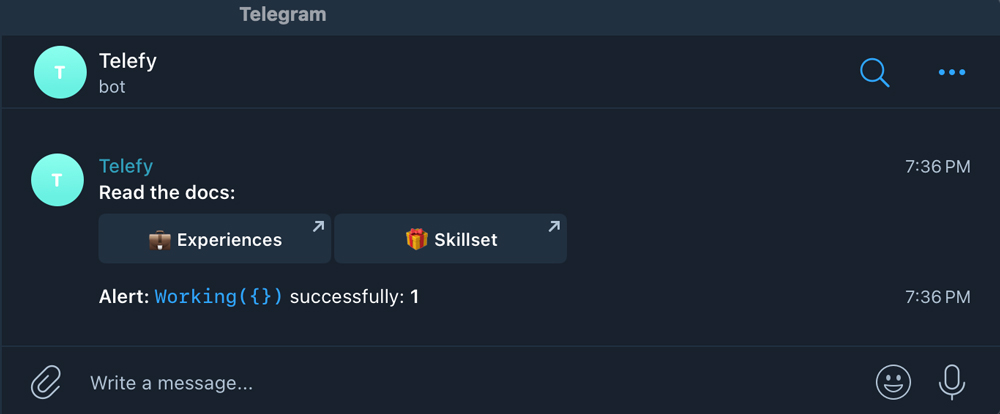 Telegram
T
Telefy
bot
T
Telefy 7:36 PM
Read the docs:
💼 Experiences 🎁 Skillset
Alert: Working({}) successfully: 1 7:36 PM
Write a message...